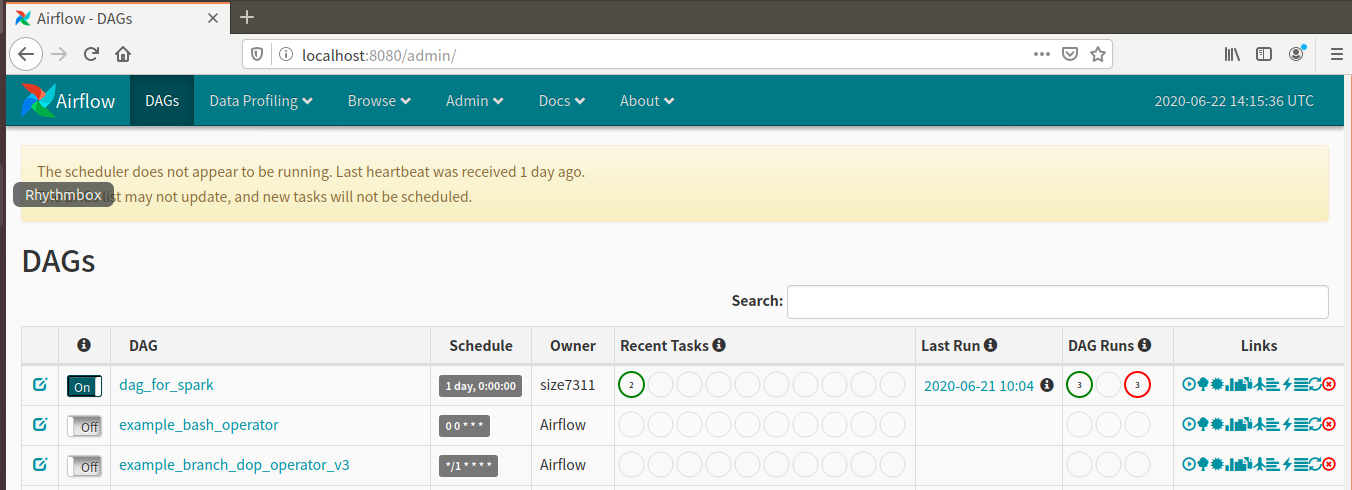 Airflow - DAGs
localhost:8080/admin/
Airflow DAGs Data Profiling Browse Admin Docs About 2020-06-22 14:15:36 UTC
The scheduler does not appear to be running. Last heartbeat was received 1 day ago.
Rhythmbox list may not update, and new tasks will not be scheduled.
DAGs
Search:
DAG Schedule Owner Recent Tasks Last Run DAG Runs Links
On dag_for_spark 1 day, 0:00:00 size7311 2 2020-06-21 10:04 3 3
Off example_bash_operator 0 0 * * * Airflow
Off example_branch_dop_operator_v3 */1 * * * * Airflow